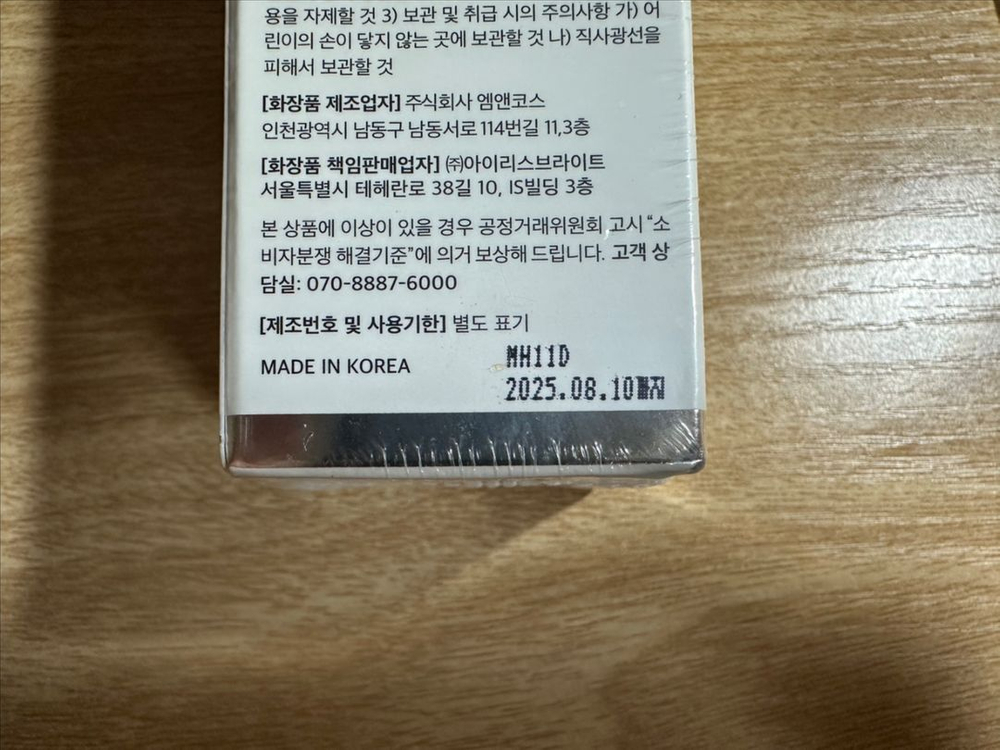 용을 자제할 것 3) 보관 및 취급 시의 주의사항 가) 어
린이의 손이 닿지 않는 곳에 보관할 것 나) 직사광선을
피해서 보관할 것
[화장품 제조업자] 주식회사 엠앤코스
인천광역시 남동구 남동서로 114번길 11,3층
[화장품 책임판매업자] ㈜아이리스브라이트
서울특별시 테헤란로 38길 10, IS빌딩 3층
본 상품에 이상이 있을 경우 공정거래위원회 고시 “소
비자분쟁 해결기준”에 의거 보상해 드립니다. 고객 상
담실: 070-8887-6000
[제조번호 및 사용기한] 별도 표기
MADE IN KOREA
MH11D
2025.08.10까지